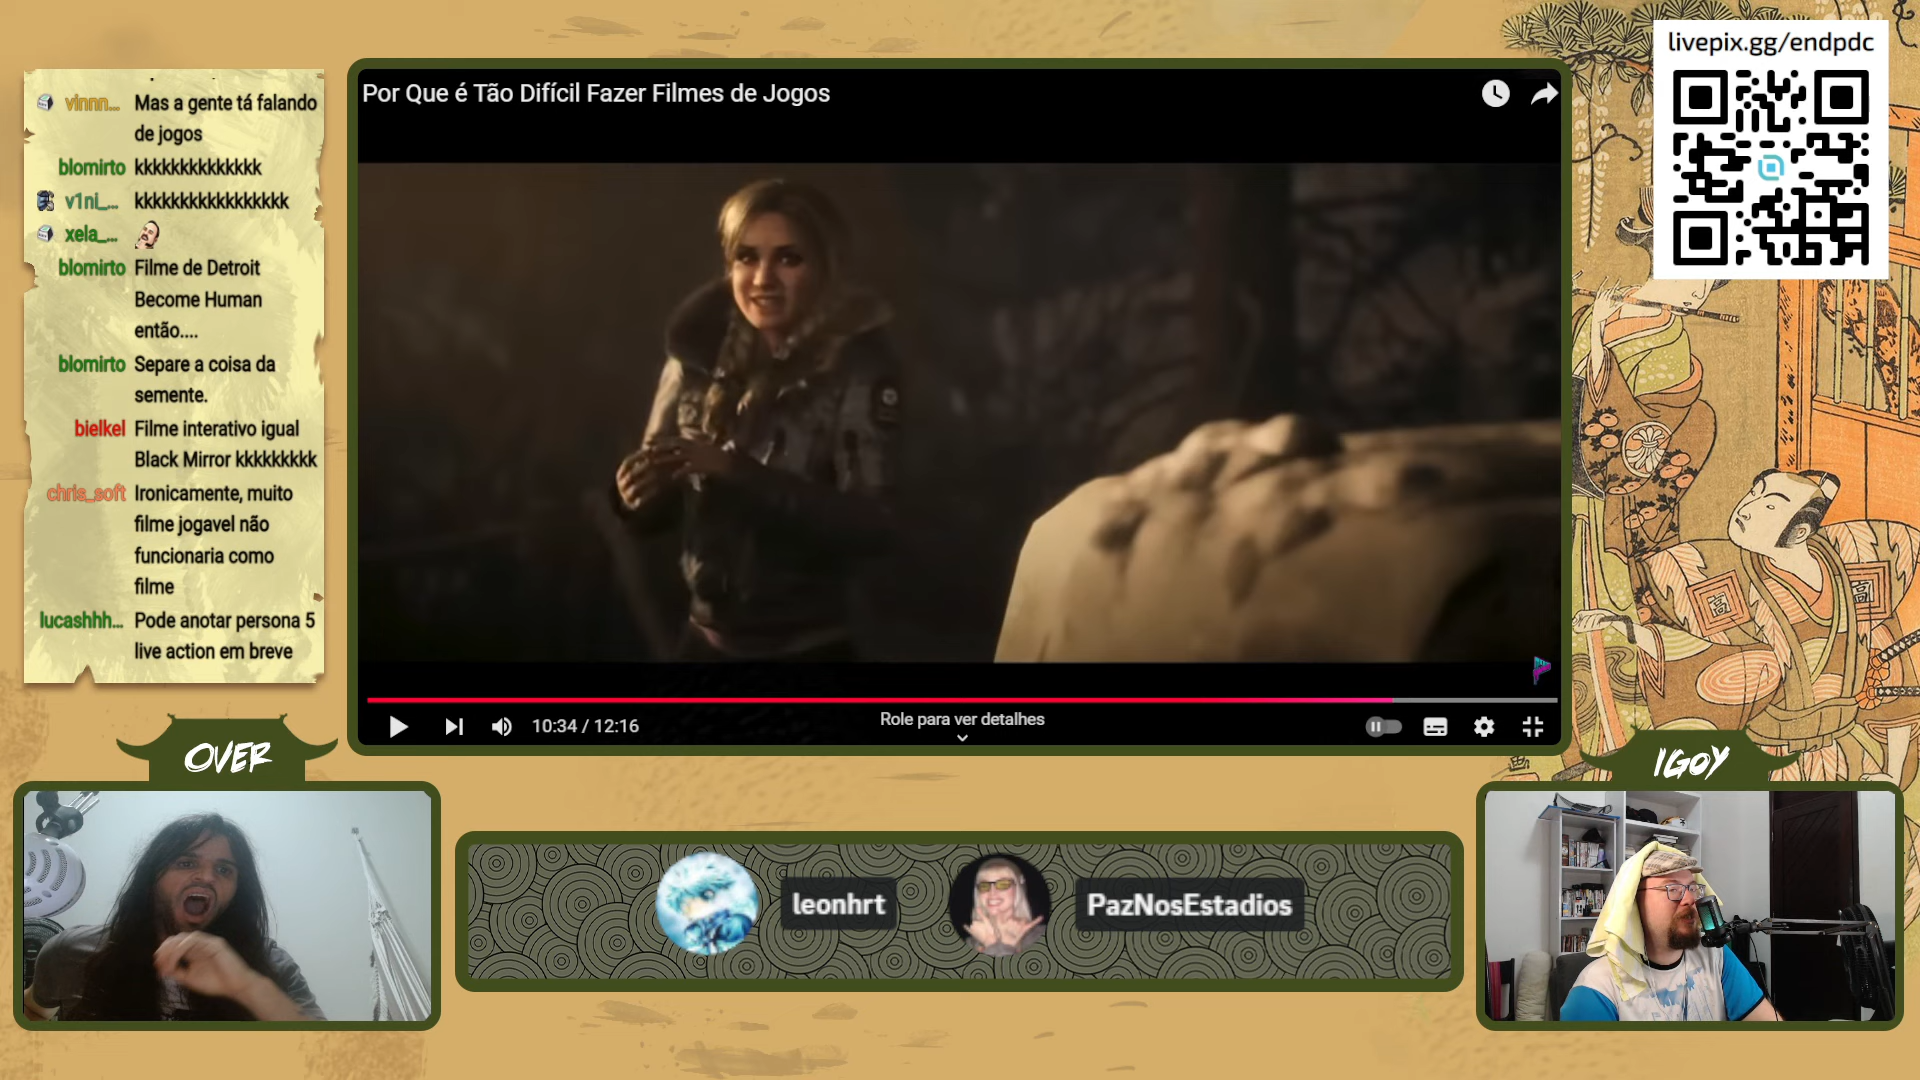 livepix.gg/endpdc
vinnn... Mas a gente tá falando
de jogos
blomirto kkkkkkkkkkkkkk
v1ni_... kkkkkkkkkkkkkkkkk
xela_...
blomirto Filme de Detroit
Become Human
então....
blomirto Separe a coisa da
semente.
bielkel Filme interativo igual
Black Mirror kkkkkkkkk
chris_soft Ironicamente, muito
filme jogavel não
funcionaria como
filme
lucashhh... Pode anotar persona 5
live action em breve
Por Que é Tão Difícil Fazer Filmes de Jogos
10:34 / 12:16
Role para ver detalhes
OVER
IGOY
leonhrt
PazNosEstadios